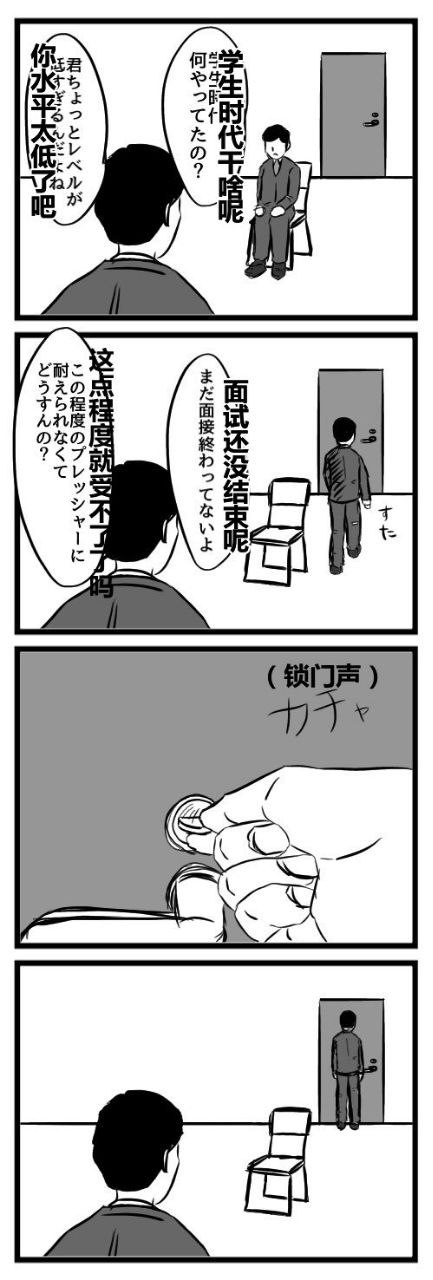 学生时代干啥呢
学生時代
何やってたの？
你水平太低了吧
君ちょっとレベルが
低すぎるんだよね
面试还没结束呢
まだ面接終わってないよ
すた
这点程度就受不了了吗
この程度のプレッシャーに
耐えられなくて
どうすんの？
（锁门声）
カチャ